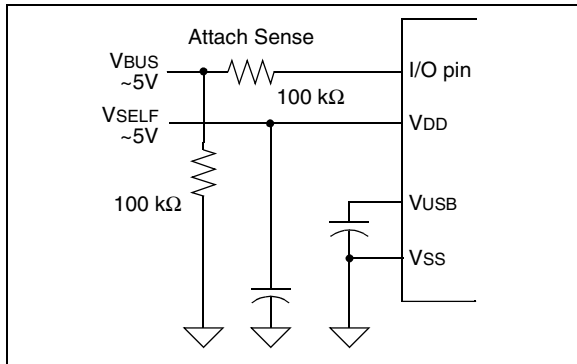 Attach Sense
VBUS
~5V
100 kΩ
I/O pin
VSELF
~5V
VDD
100 kΩ
VUSB
VSS